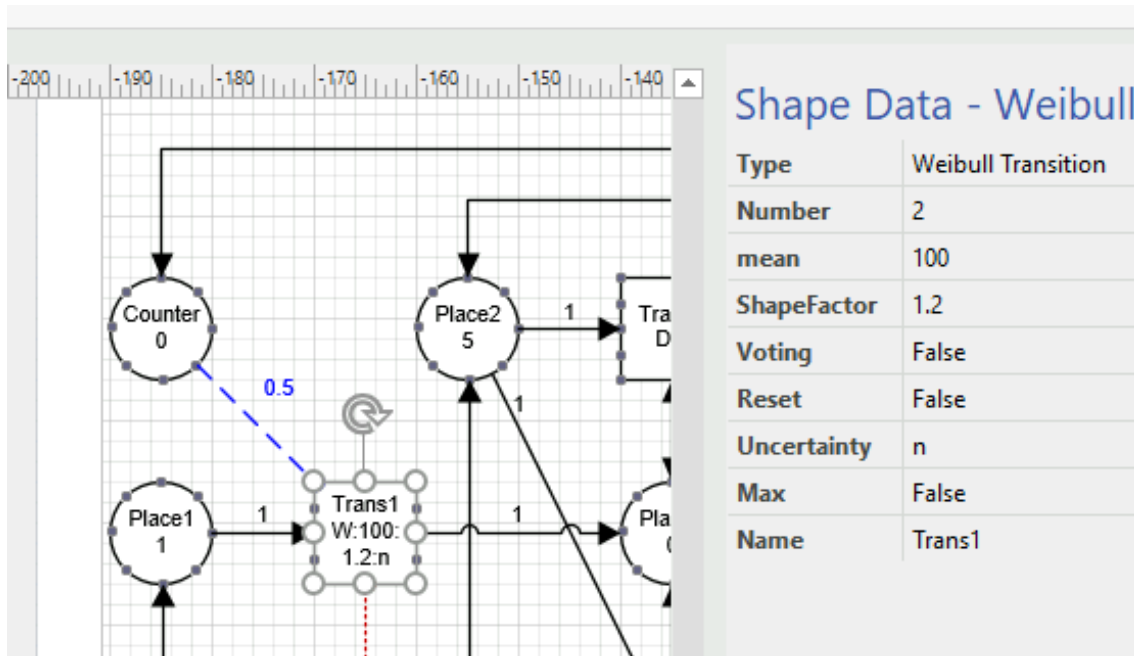 -200 -190 -180 -170 -160 -150 -140
Shape Data - Weibull
Type Weibull Transition
Number 2
mean 100
ShapeFactor 1.2
Voting False
Reset False
Uncertainty n
Max False
Name Trans1
Counter
0
Place2
5
1
Tra
D
0.5
1
Place1
1
1
Trans1
W:100:
1.2:n
1
Pla